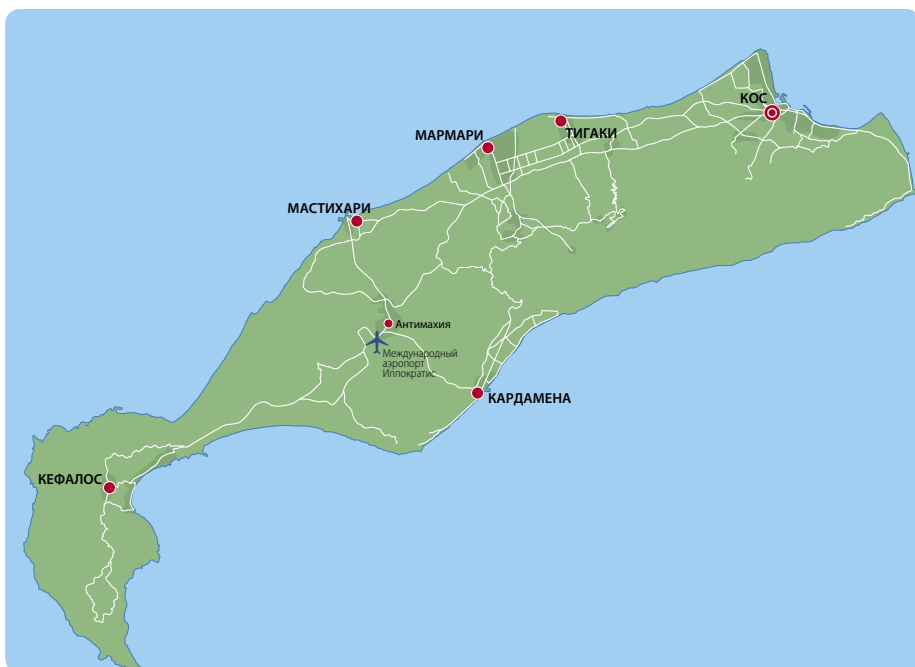 КОС
ТИГАКИ
МАРМАРИ
МАСТИХАРИ
Антимахия
Международный
аэропорт
Иппократис
КАРДАМЕНА
КЕФАЛОС